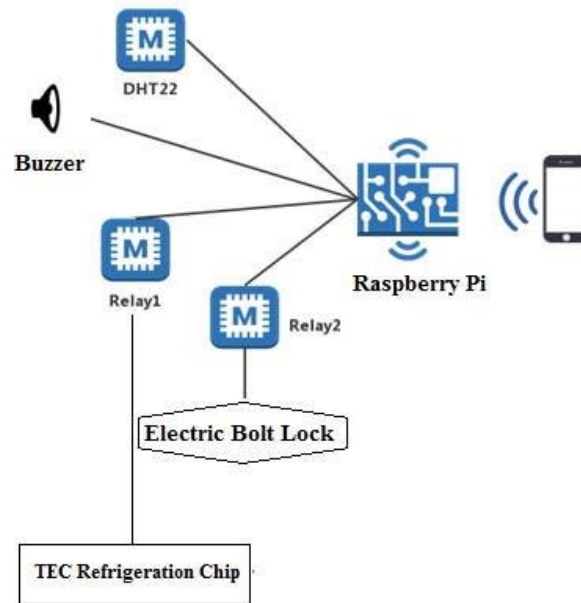 M
DHT22
Buzzer
M
Relay1
Raspberry Pi
M
Relay2
Electric Bolt Lock
TEC Refrigeration Chip